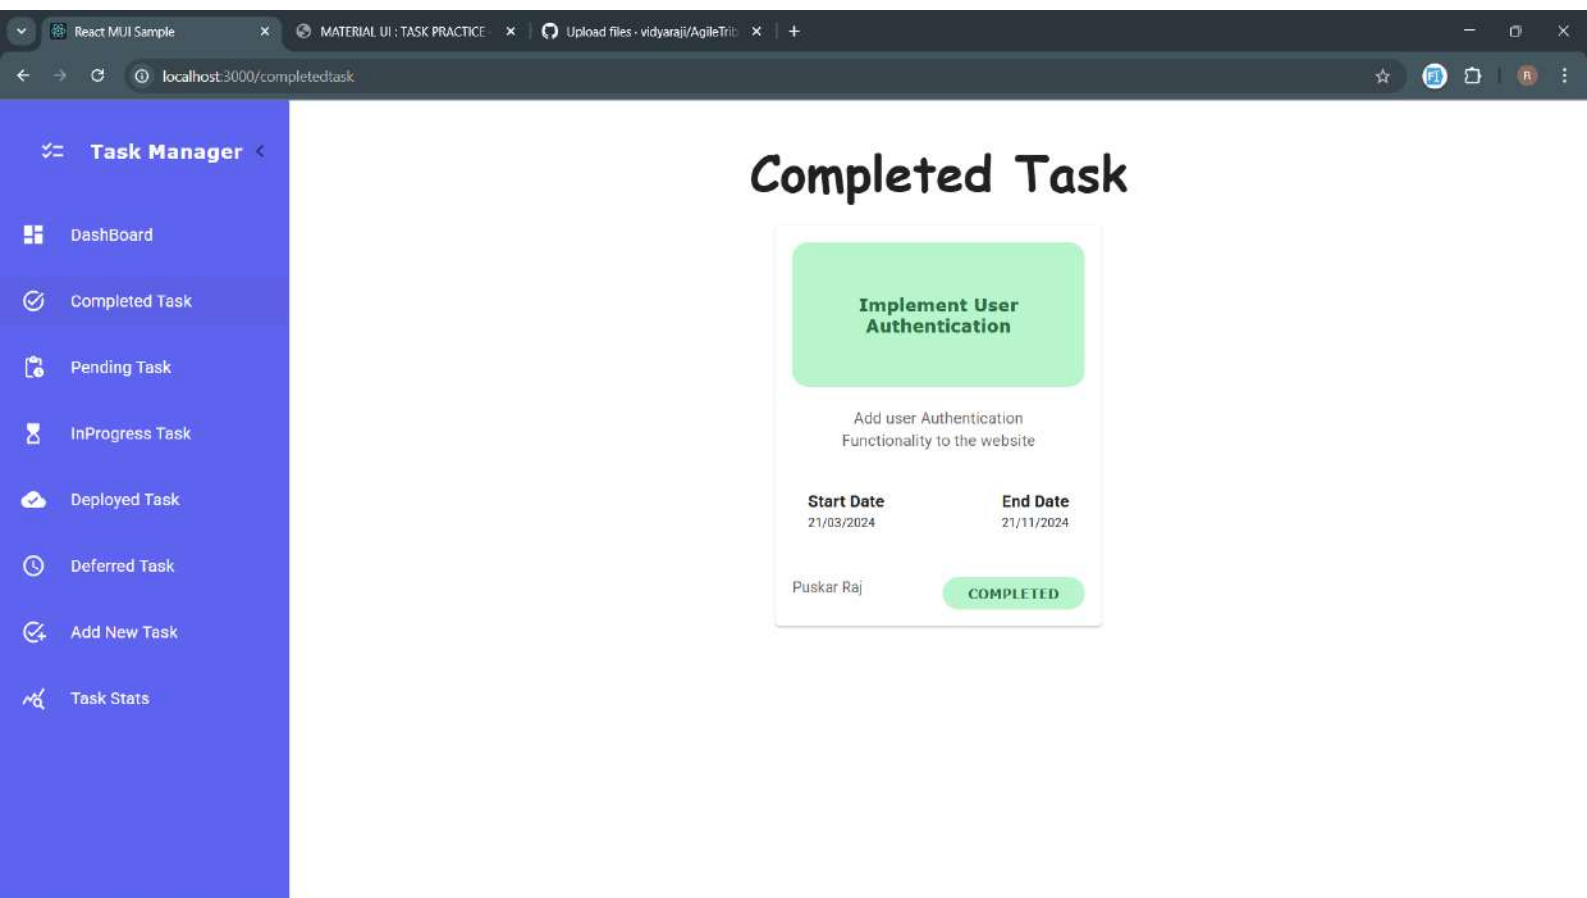 React MUI Sample
MATERIAL UI : TASK PRACTICE
Upload files · vidyaraji/AgileTrib
localhost:3000/completedtask
R
Task Manager
DashBoard
Completed Task
Pending Task
InProgress Task
Deployed Task
Deferred Task
Add New Task
Task Stats
Completed Task
Implement User
Authentication
Add user Authentication
Functionality to the website
Start Date
End Date
21/03/2024
21/11/2024
Puskar Raj
COMPLETED